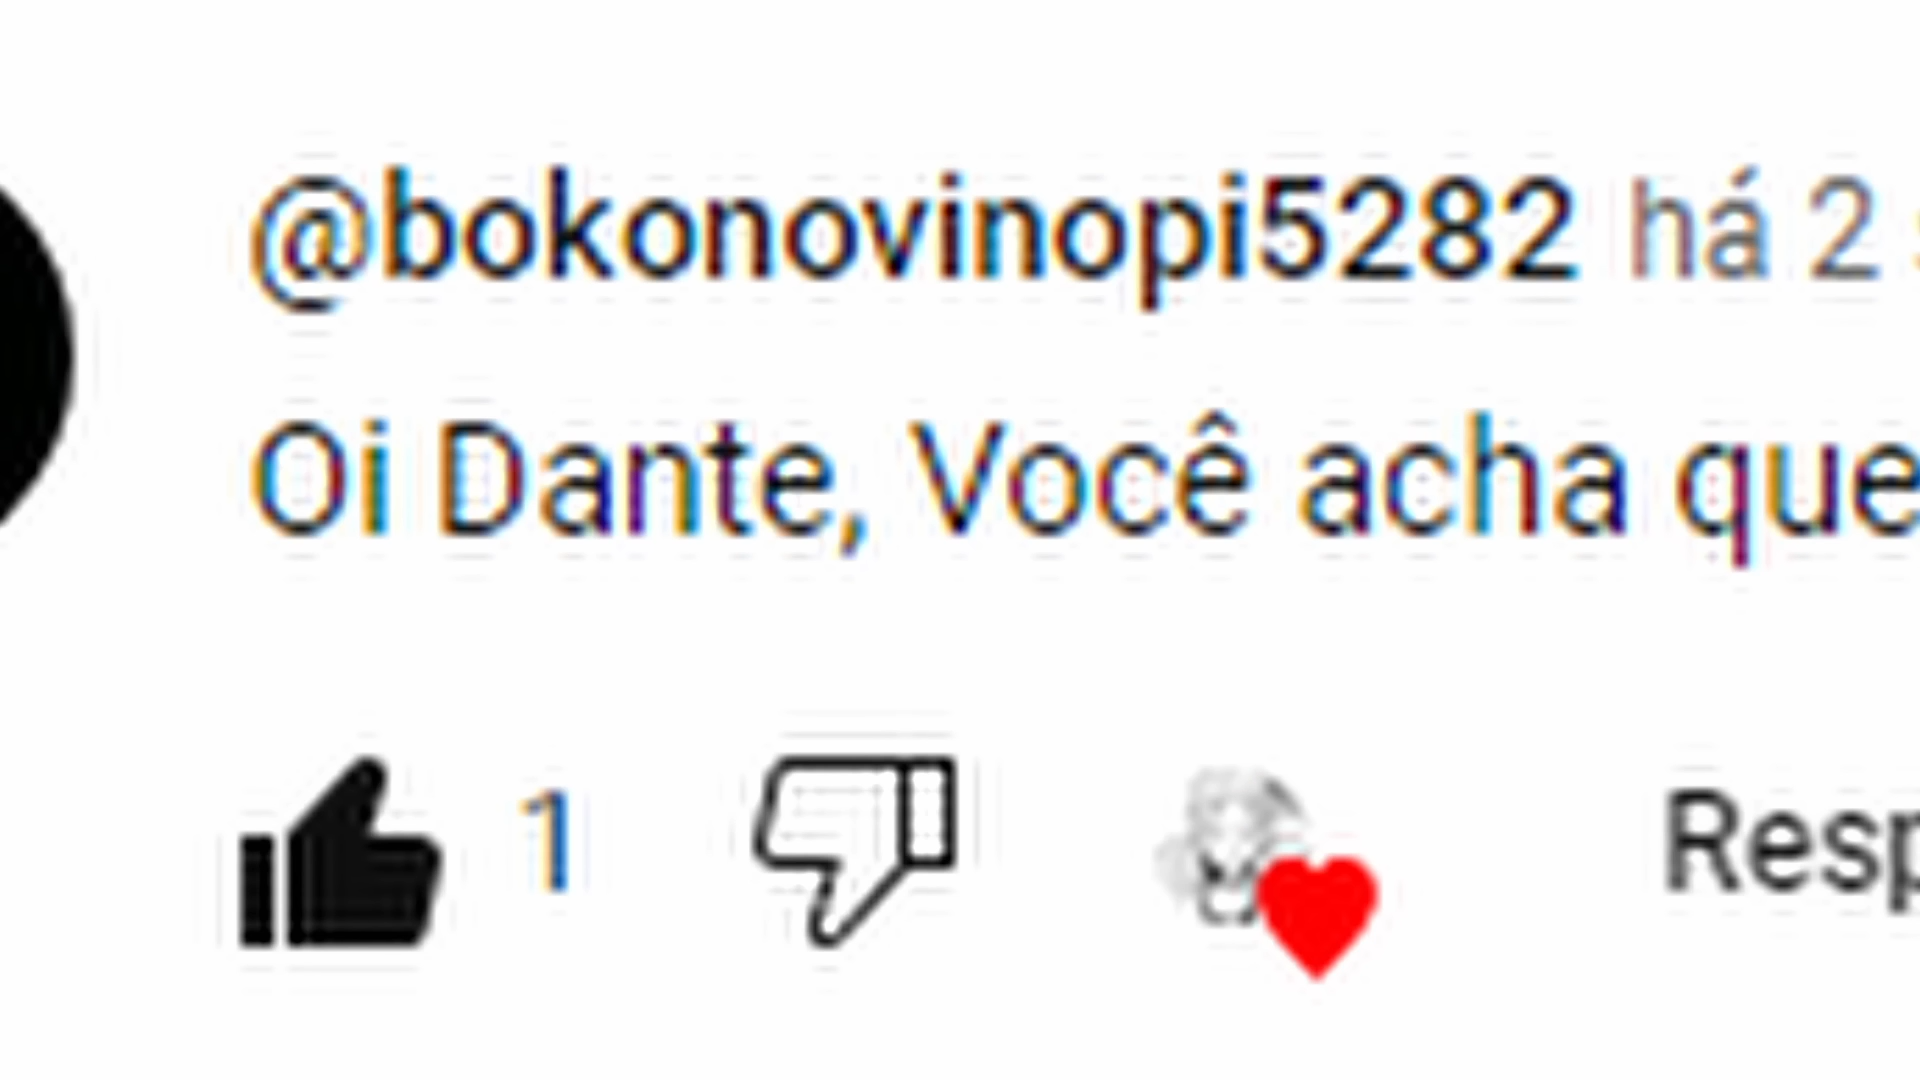 @bokonovinopi5282 há 2
Oi Dante, Você acha que
1
Resp